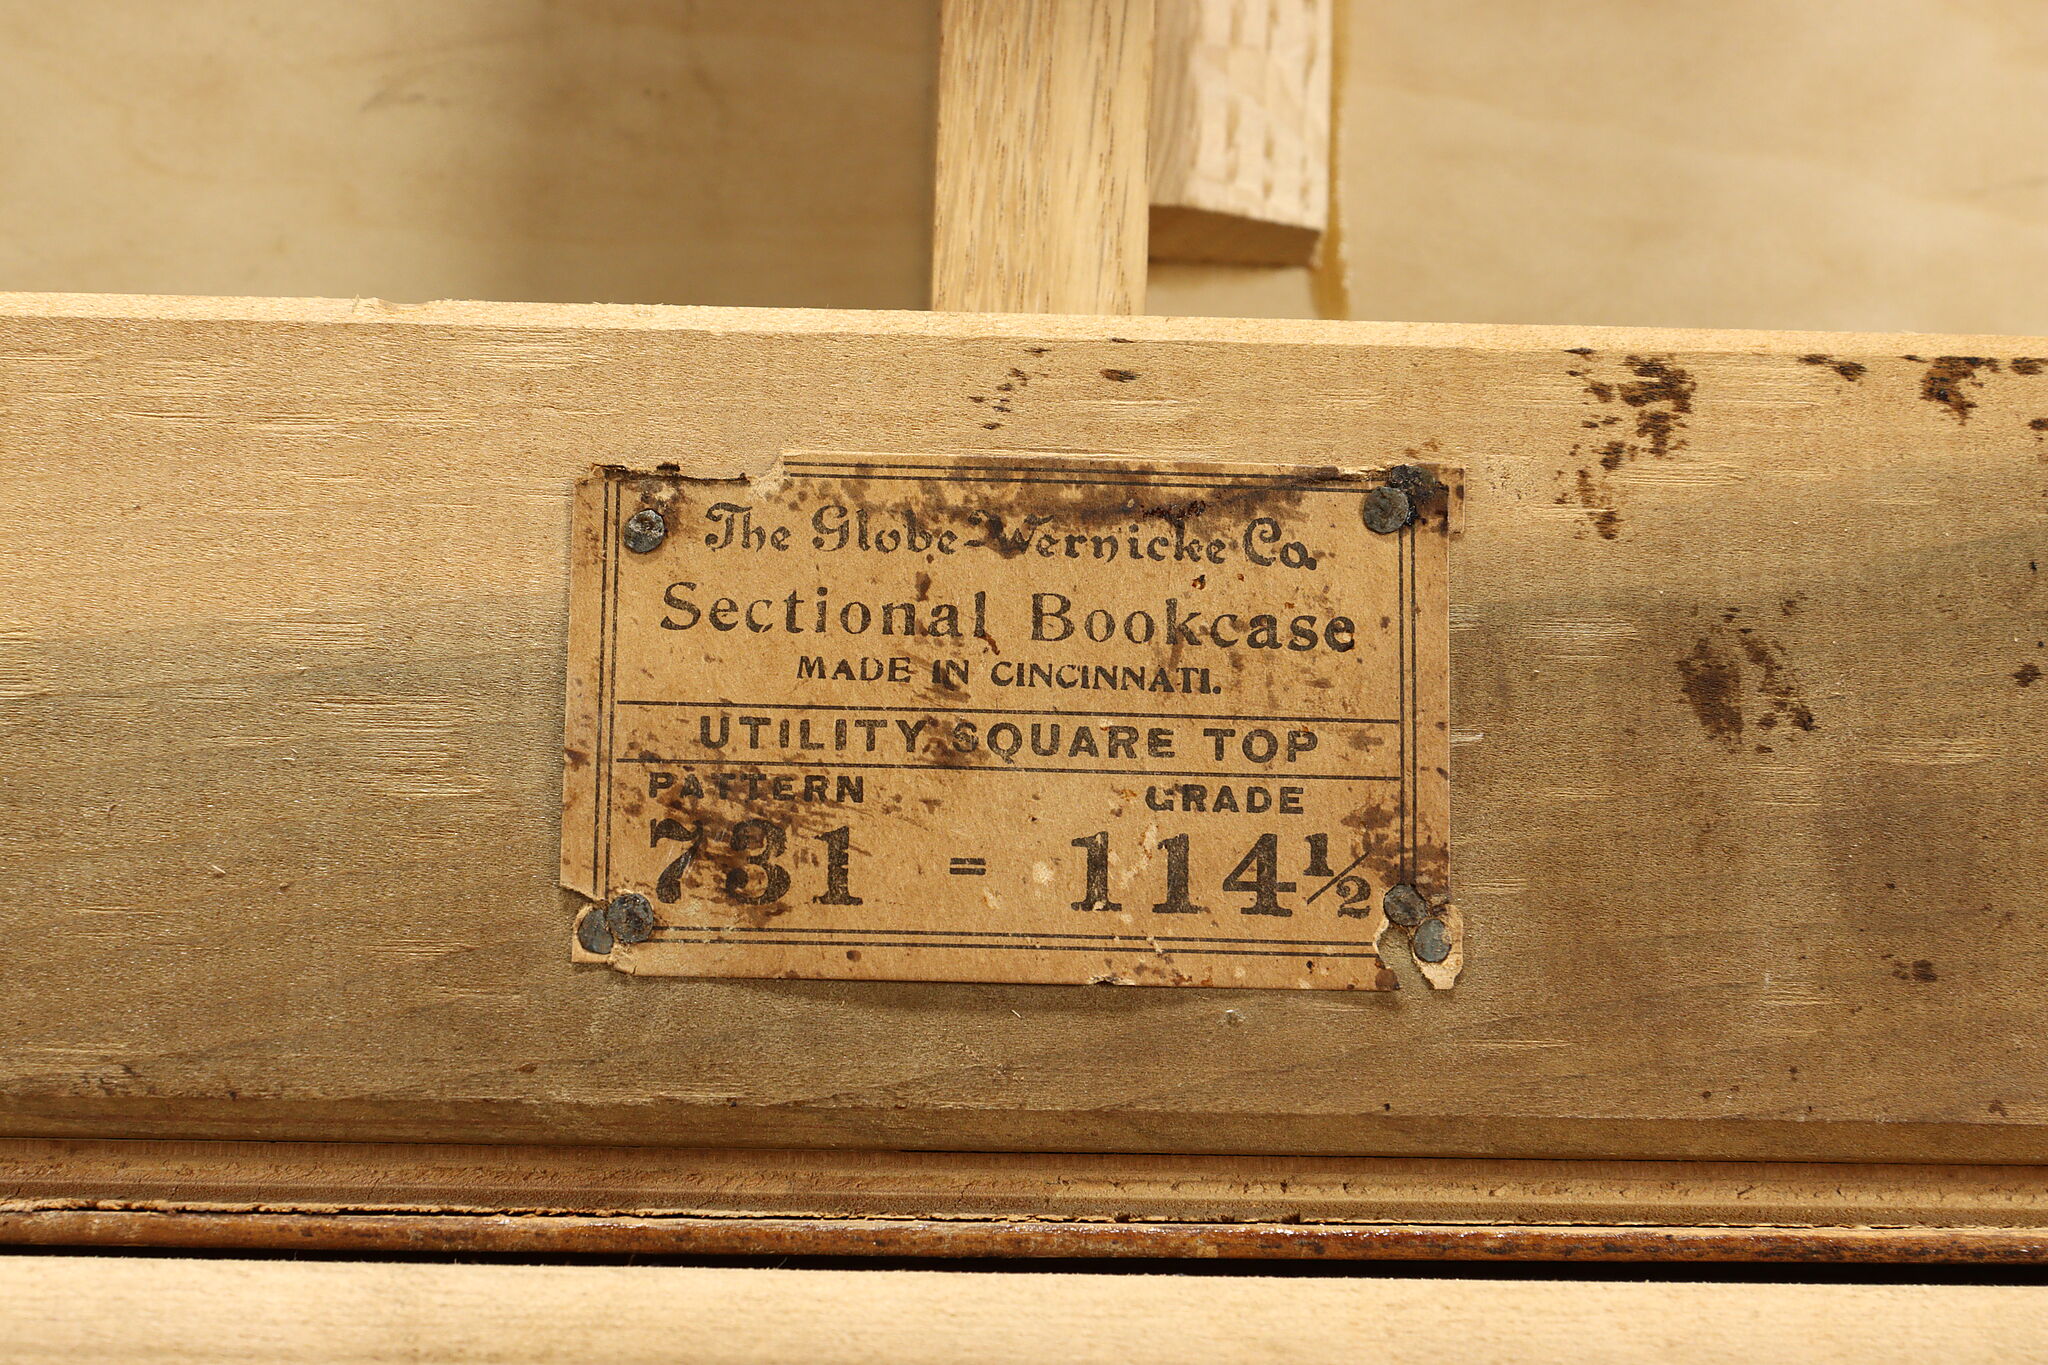 The Globe-Wernicke Co.
Sectional Bookcase
MADE IN CINCINNATI.
UTILITY SQUARE TOP
PATTERN GRADE
731 = 114½